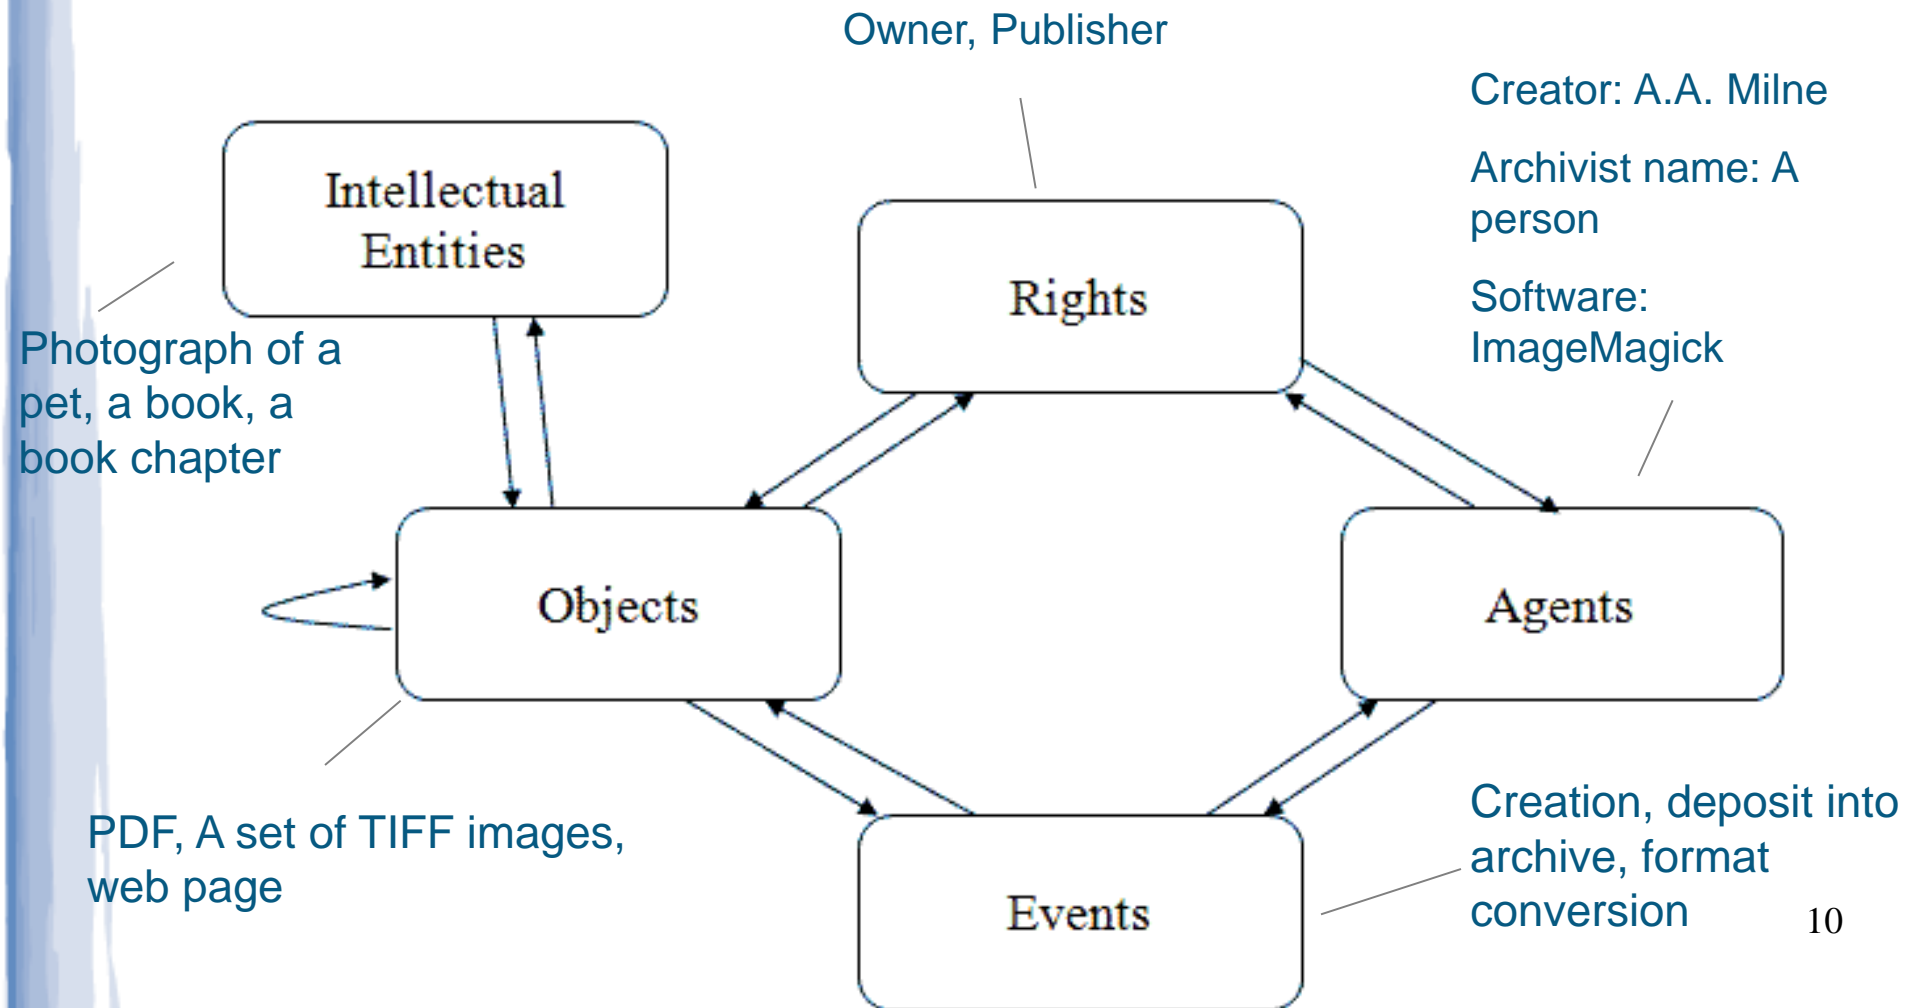 Owner, Publisher
Creator: A.A. Milne
Archivist name: A
person
Software:
ImageMagick
Intellectual
Entities
Rights
Photograph of a
pet, a book, a
book chapter
Objects
Agents
PDF, A set of TIFF images,
web page
Events
Creation, deposit into
archive, format
conversion
10